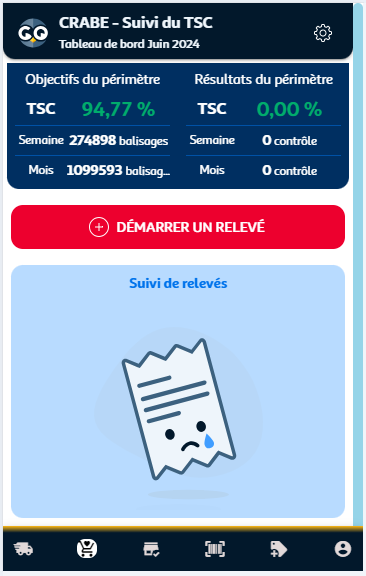 CRABE - Suivi du TSC
Tableau de bord Juin 2024
Objectifs du périmètre
Résultats du périmètre
TSC 94,77 %
TSC 0,00 %
Semaine 274898 balisages
Semaine 0 contrôle
Mois 1099593 balisag...
Mois 0 contrôle
DÉMARRER UN RELEVÉ
Suivi de relevés